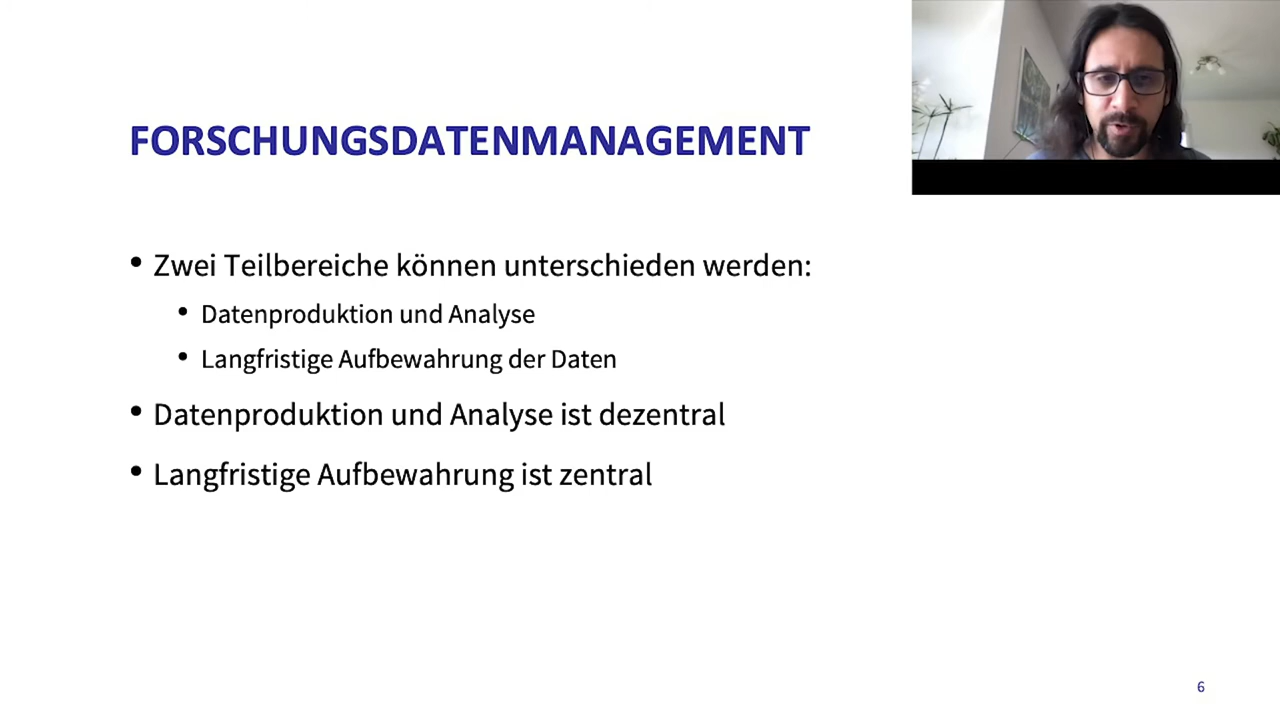 FORSCHUNGSDATENMANAGEMENT
• Zwei Teilbereiche können unterschieden werden:
• Datenproduktion und Analyse
• Langfristige Aufbewahrung der Daten
• Datenproduktion und Analyse ist dezentral
• Langfristige Aufbewahrung ist zentral
6